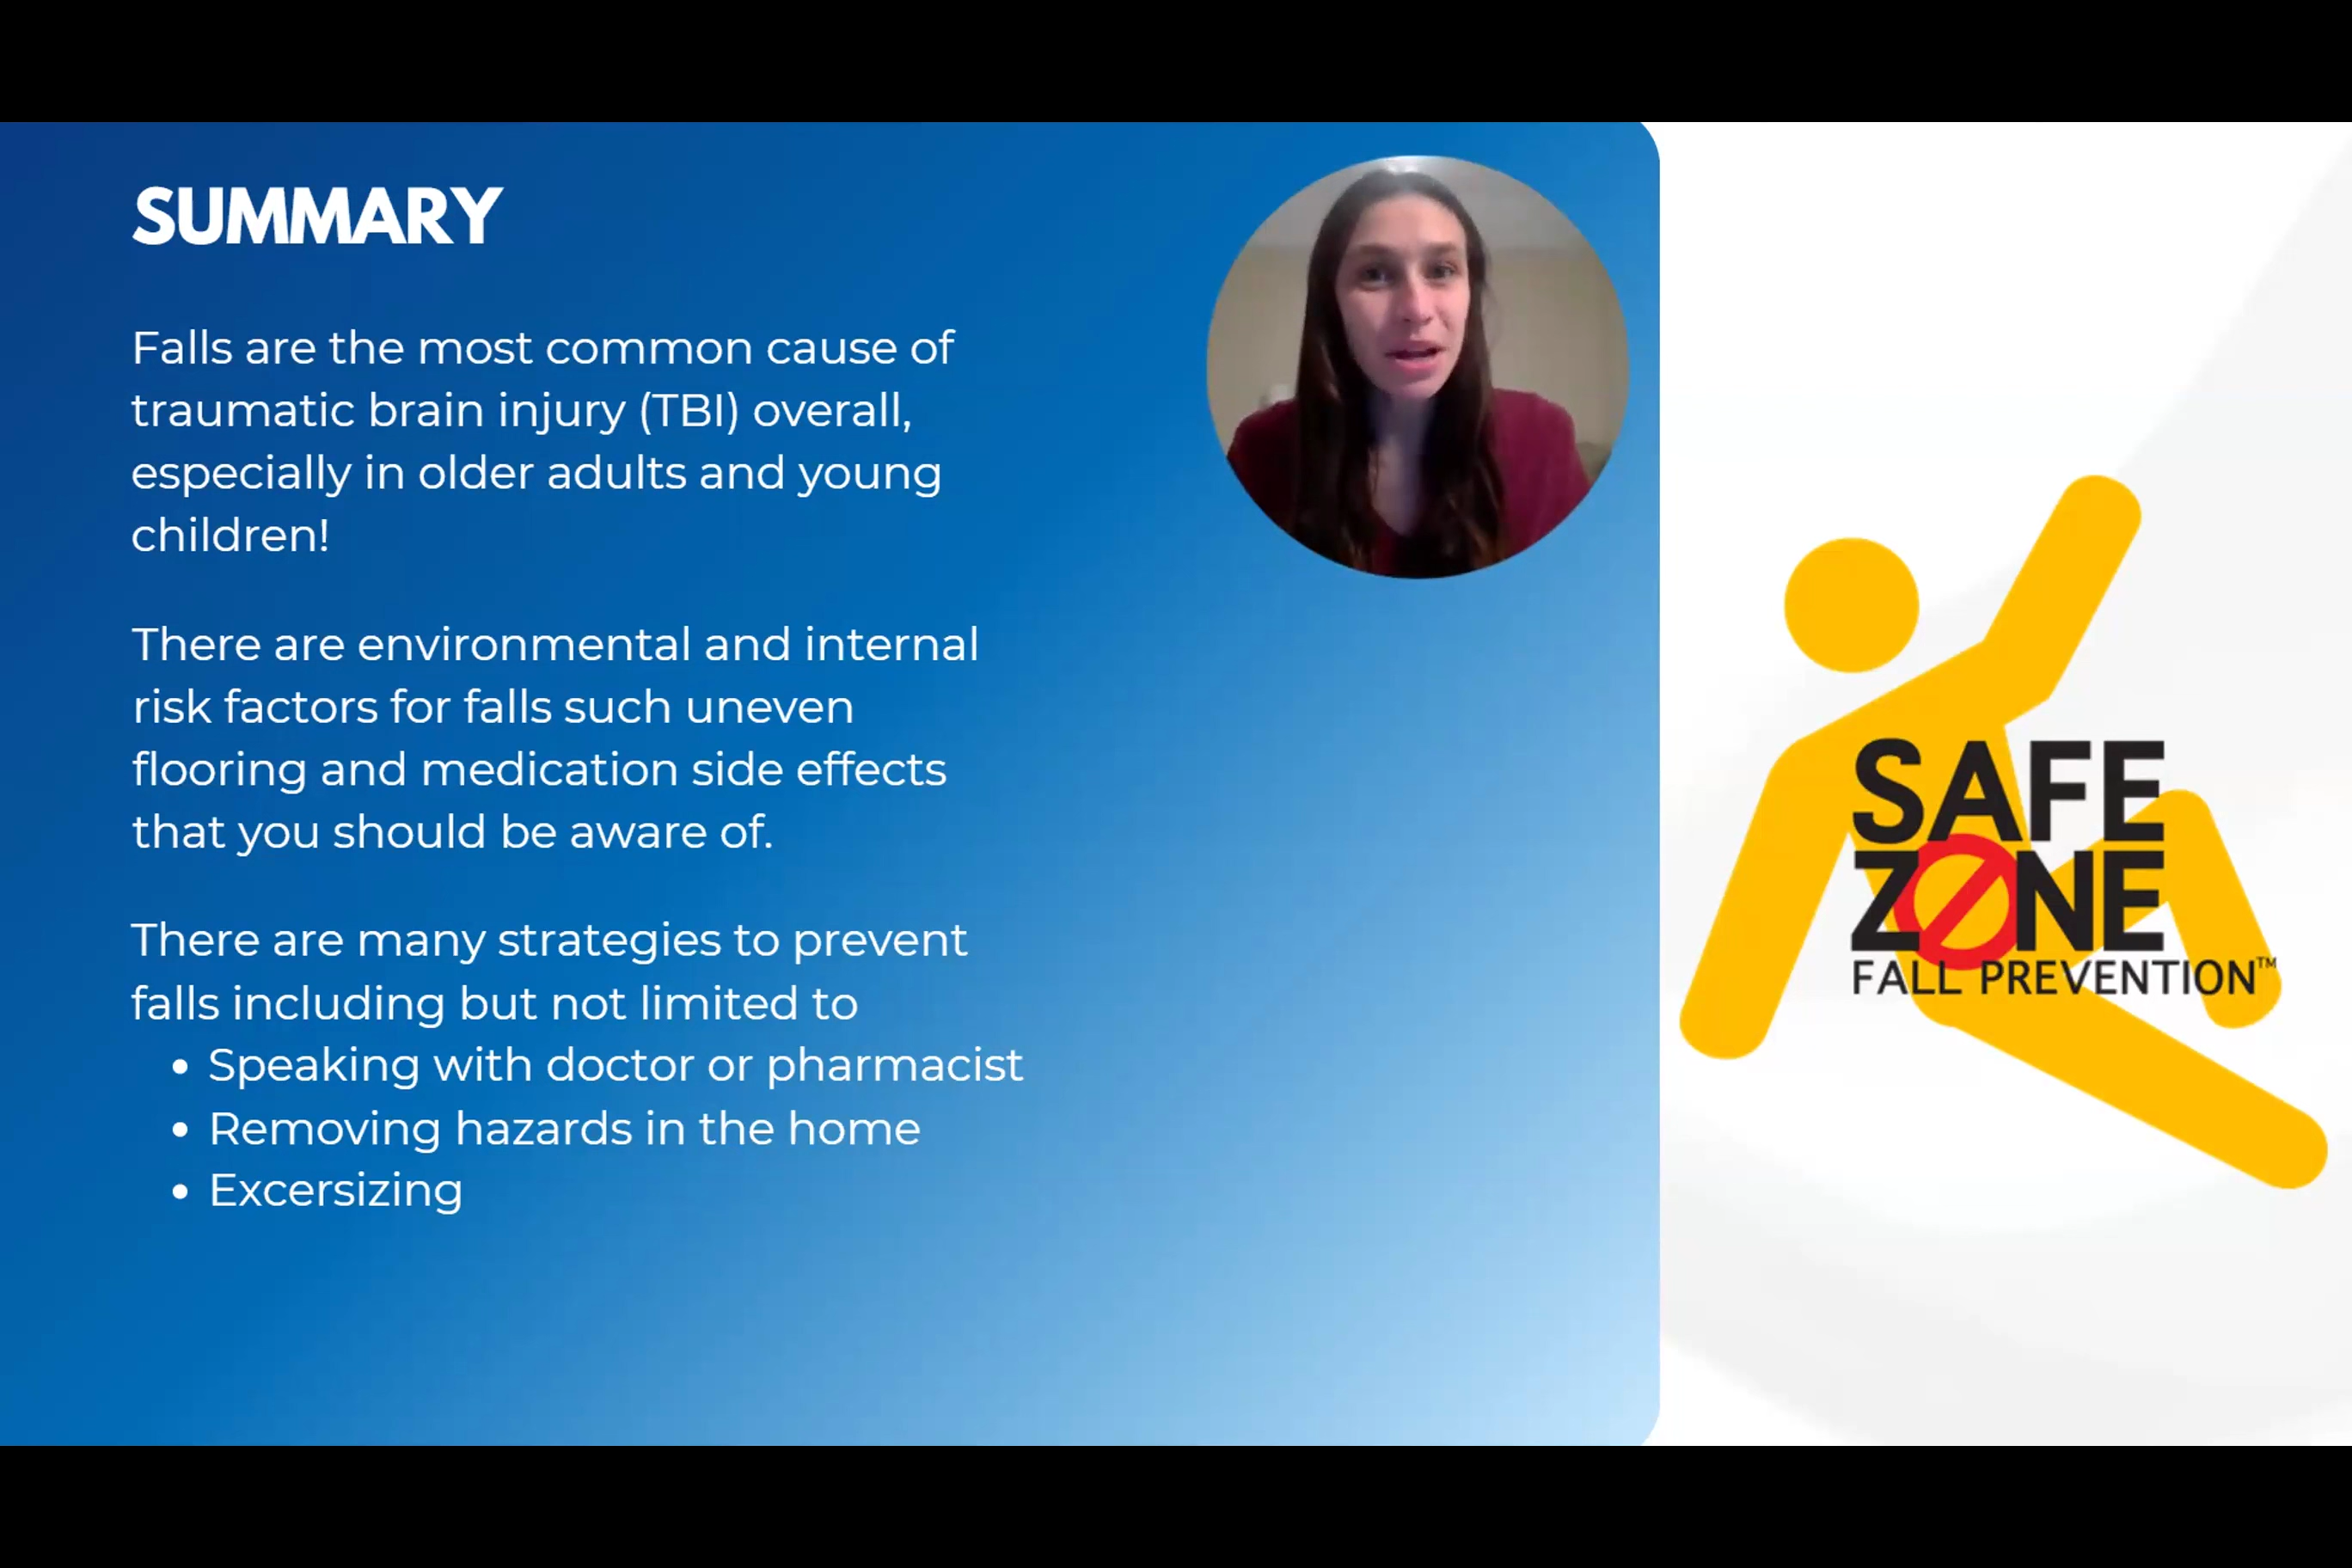 SUMMARY
Falls are the most common cause of
traumatic brain injury (TBI) overall,
especially in older adults and young
children!
There are environmental and internal
risk factors for falls such uneven
flooring and medication side effects
that you should be aware of.
There are many strategies to prevent
falls including but not limited to
• Speaking with doctor or pharmacist
• Removing hazards in the home
• Excersizing
SAFE
ZONE
FALL PREVENTION™